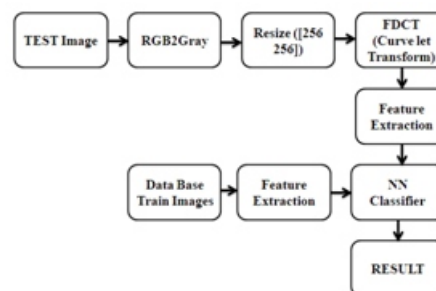 TEST Image
RGB2Gray
Resize ([256
256])
FDCT
(Curve let
Transform)
Feature
Extraction
Data Base
Train Images
Feature
Extraction
NN
Classifier
RESULT